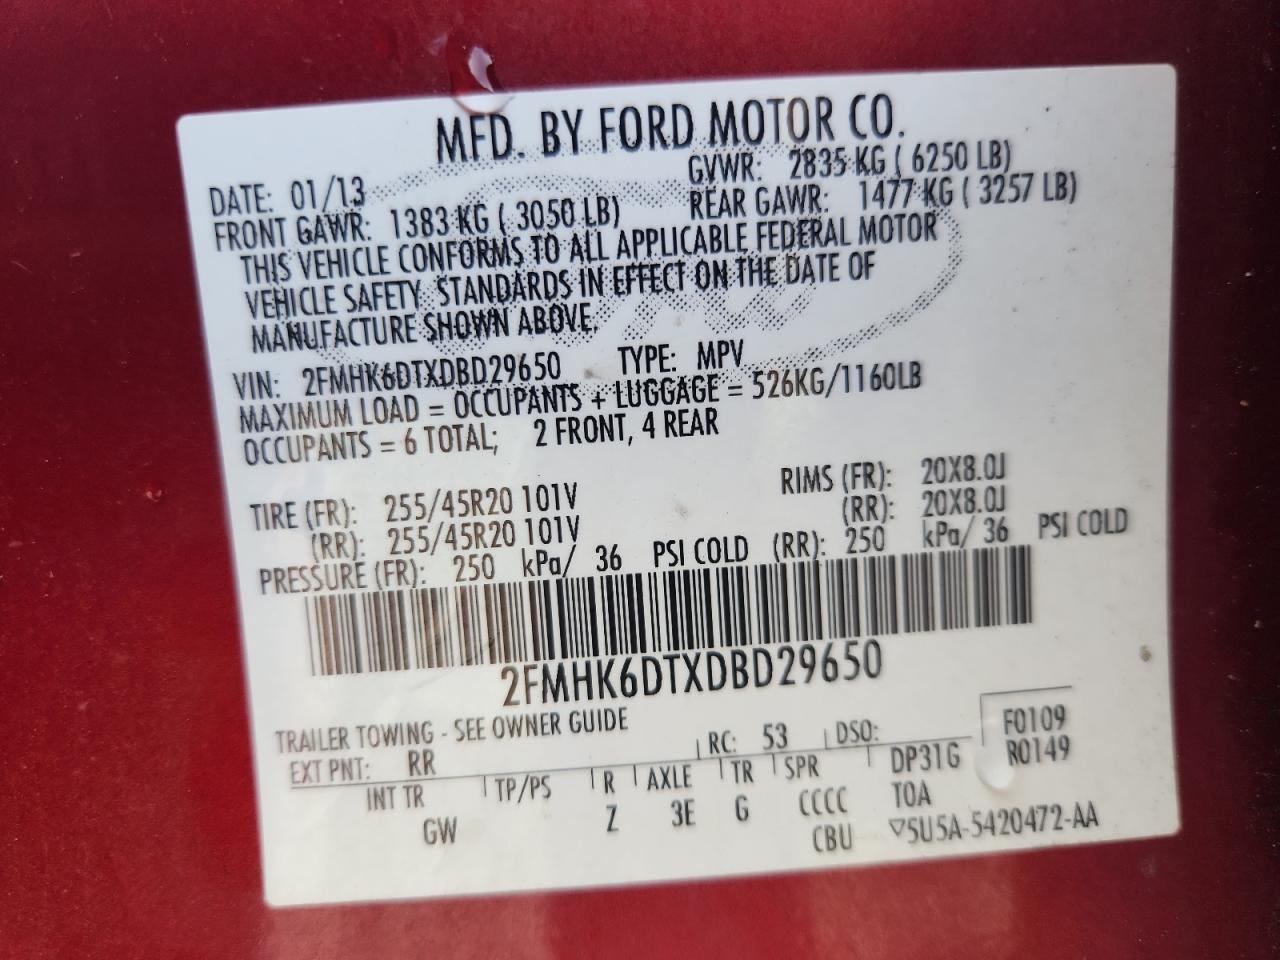 MFD. BY FORD MOTOR CO.
DATE: 01/13 GVWR: 2835 KG ( 6250 LB)
FRONT GAWR: 1383 KG ( 3050 LB) REAR GAWR: 1477 KG ( 3257 LB)
THIS VEHICLE CONFORMS TO ALL APPLICABLE FEDERAL MOTOR
VEHICLE SAFETY STANDARDS IN EFFECT ON THE DATE OF
MANUFACTURE SHOWN ABOVE.
VIN: 2FMHK6DTXDBD29650 TYPE: MPV
MAXIMUM LOAD = OCCUPANTS + LUGGAGE = 526KG/1160LB
OCCUPANTS = 6 TOTAL; 2 FRONT, 4 REAR
TIRE (FR): 255/45R20 101V RIMS (FR): 20X8.0J
(RR): 255/45R20 101V (RR): 20X8.0J
PRESSURE (FR): 250 kPa/ 36 PSI COLD (RR): 250 kPa/ 36 PSI COLD
2FMHK6DTXDBD29650
TRAILER TOWING - SEE OWNER GUIDE
EXT PNT: RR RC: 53 DSO: F0109
INT TR TP/PS R AXLE TR SPR DP31G R0149
GW Z 3E G CCCC TOA
CBU ▽5U5A-5420472-AA